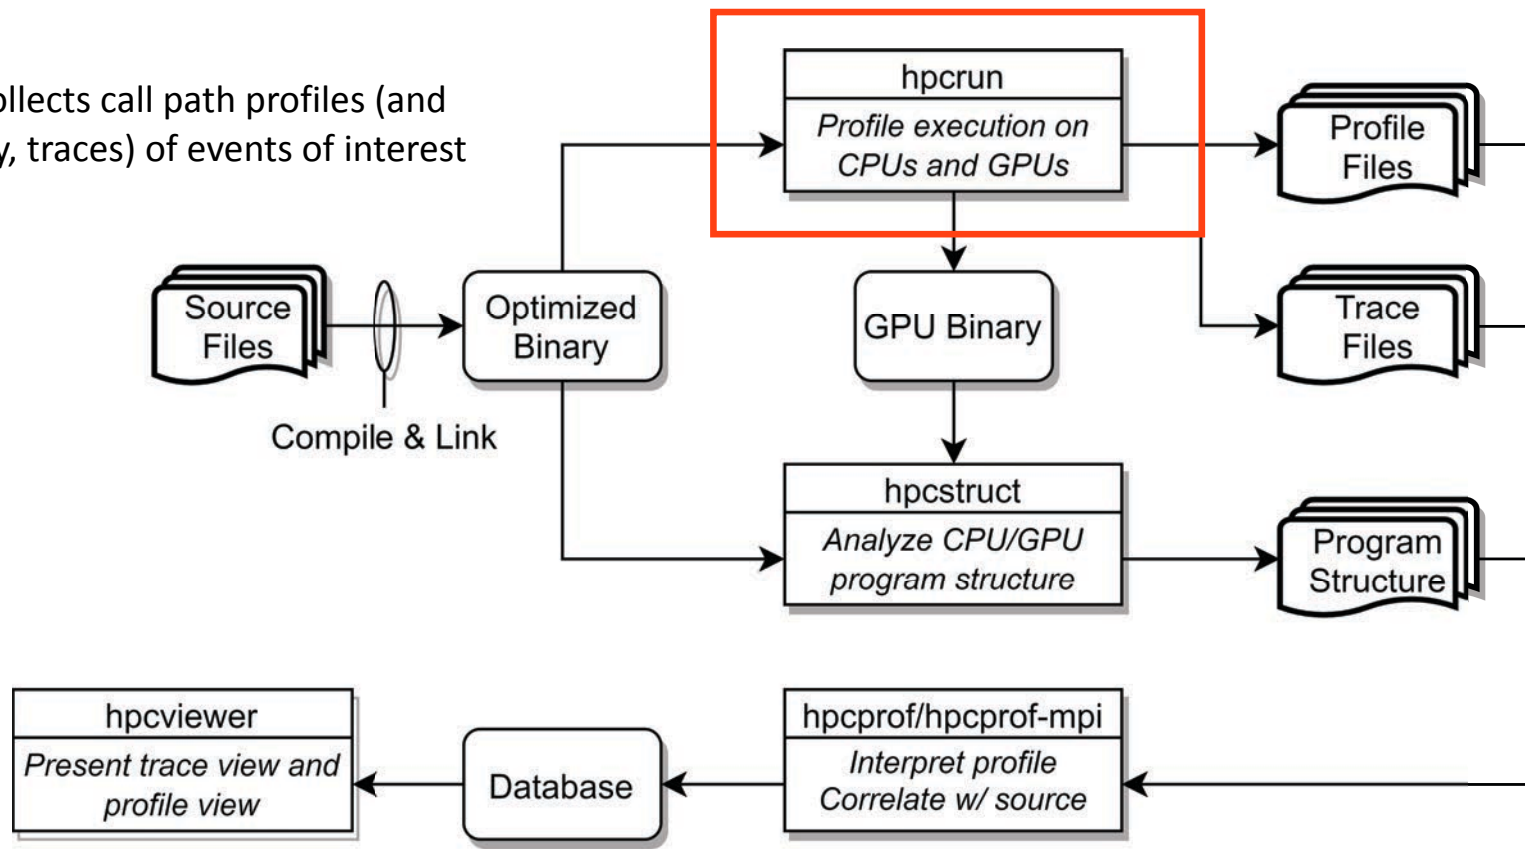 hpcrun
llects call path profiles (and
Profile execution on
CPUs and GPUs
Profile
Files
, traces) of events of interest
Source
Files
Optimized
Binary
GPU Binary
Trace
Files
Compile & Link
hpcstruct
Analyze CPU/GPU
program structure
Program
Structure
hpcviewer
Present trace view and
profile view
Database
hpcprof/hpcprof-mpi
Interpret profile
Correlate w/ source